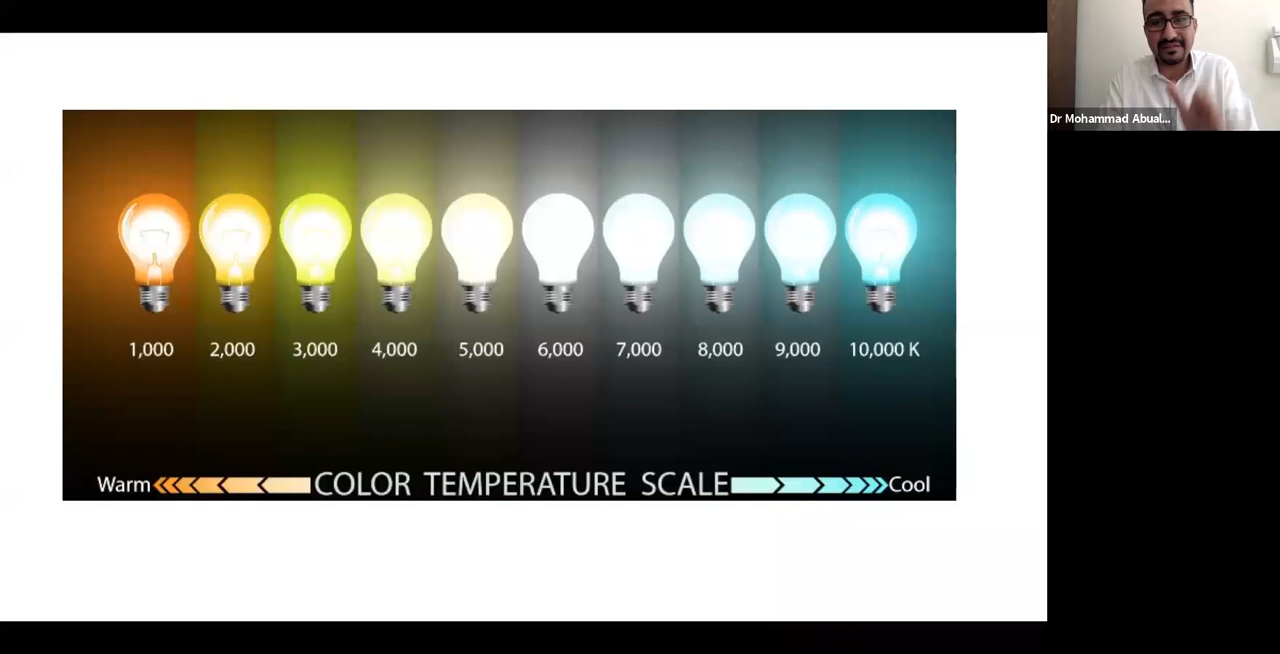 Dr Mohammad Abual...
1,000 2,000 3,000 4,000 5,000 6,000 7,000 8,000 9,000 10,000 K
Warm COLOR TEMPERATURE SCALE Cool